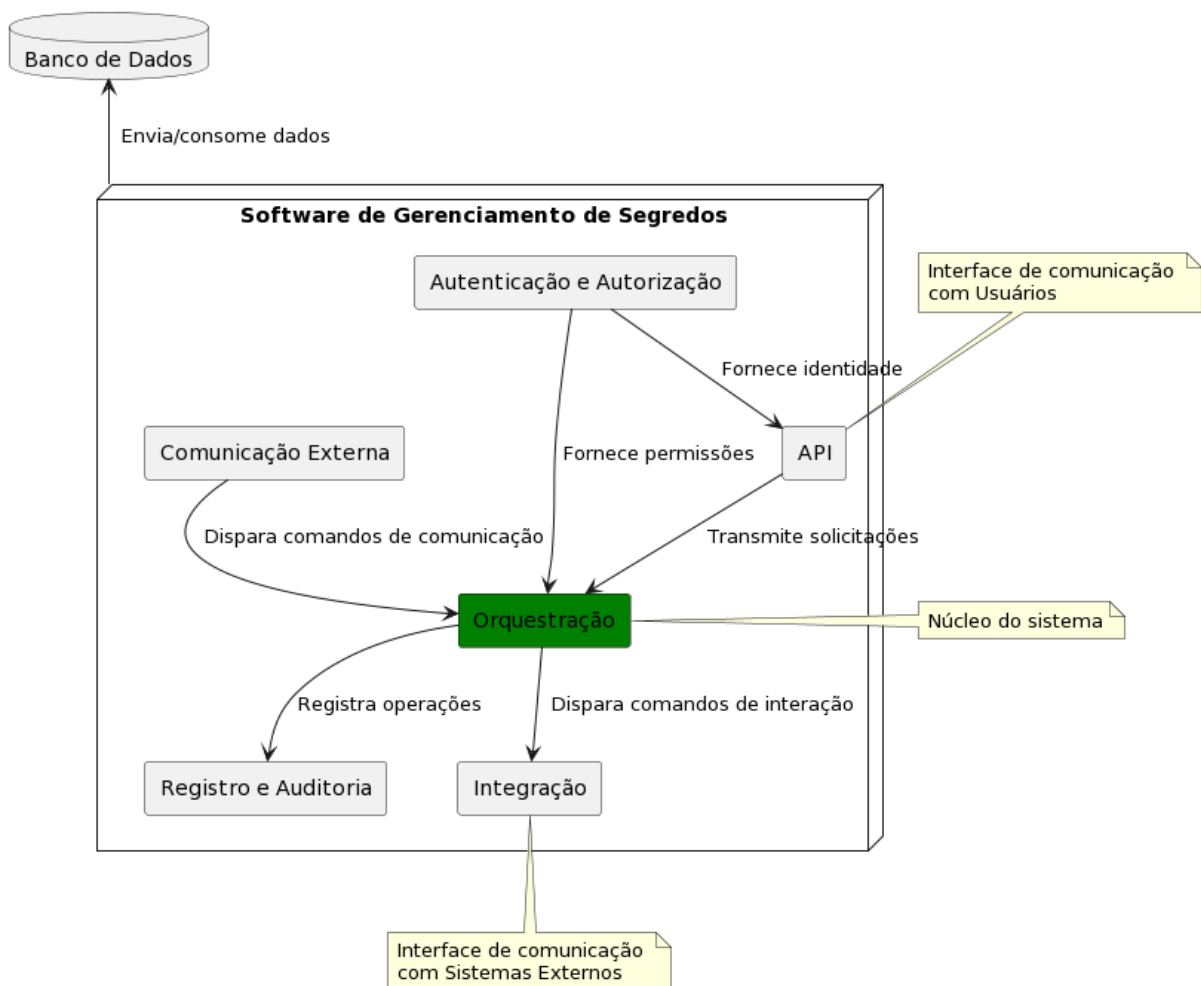 Banco de Dados
Envia/consome dados
Software de Gerenciamento de Segredos
Autenticação e Autorização
Interface de comunicação
com Usuários
Fornece identidade
Comunicação Externa
Fornece permissões
API
Dispara comandos de comunicação
Transmite solicitações
Orquestração
Núcleo do sistema
Registra operações
Dispara comandos de interação
Registro e Auditoria
Integração
Interface de comunicação
com Sistemas Externos